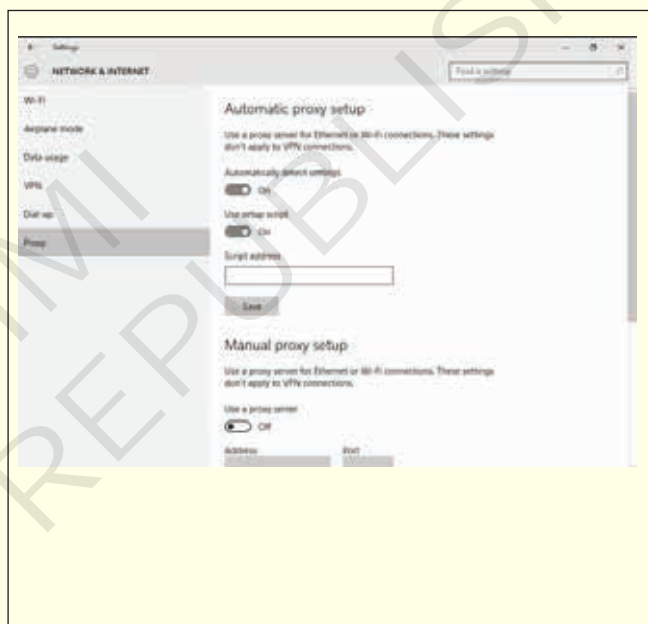 Settings
NETWORK & INTERNET
Find a setting
Wi-Fi
Airplane mode
Data usage
VPN
Dial-up
Proxy
Automatic proxy setup
Use a proxy server for Ethernet or Wi-Fi connections. These settings
don't apply to VPN connections.
Automatically detect settings
On
Use setup script
On
Script address
Save
Manual proxy setup
Use a proxy server for Ethernet or Wi-Fi connections. These settings
don't apply to VPN connections.
Use a proxy server
Off
Address Port
REPUBLISH